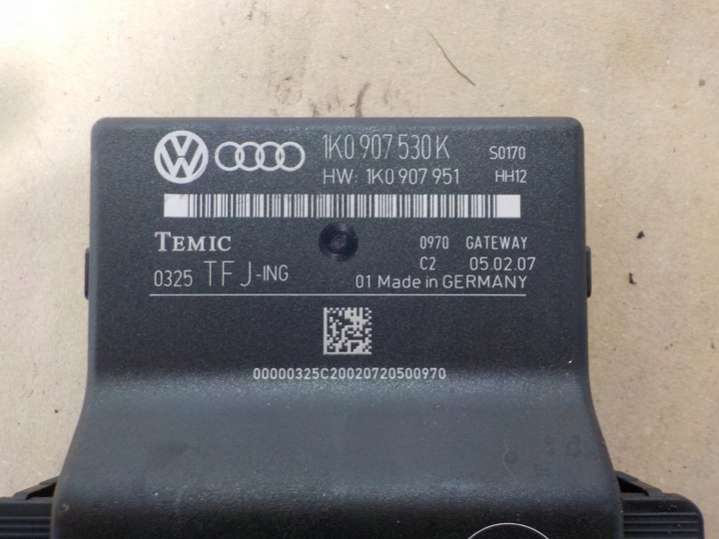 1K0 907 530 K S0170
HW: 1K0 907 951 HH12
TEMIC 0970 GATEWAY
C2 05.02.07
0325 TFJ-ING 01 Made in GERMANY
00000325C20020720500970